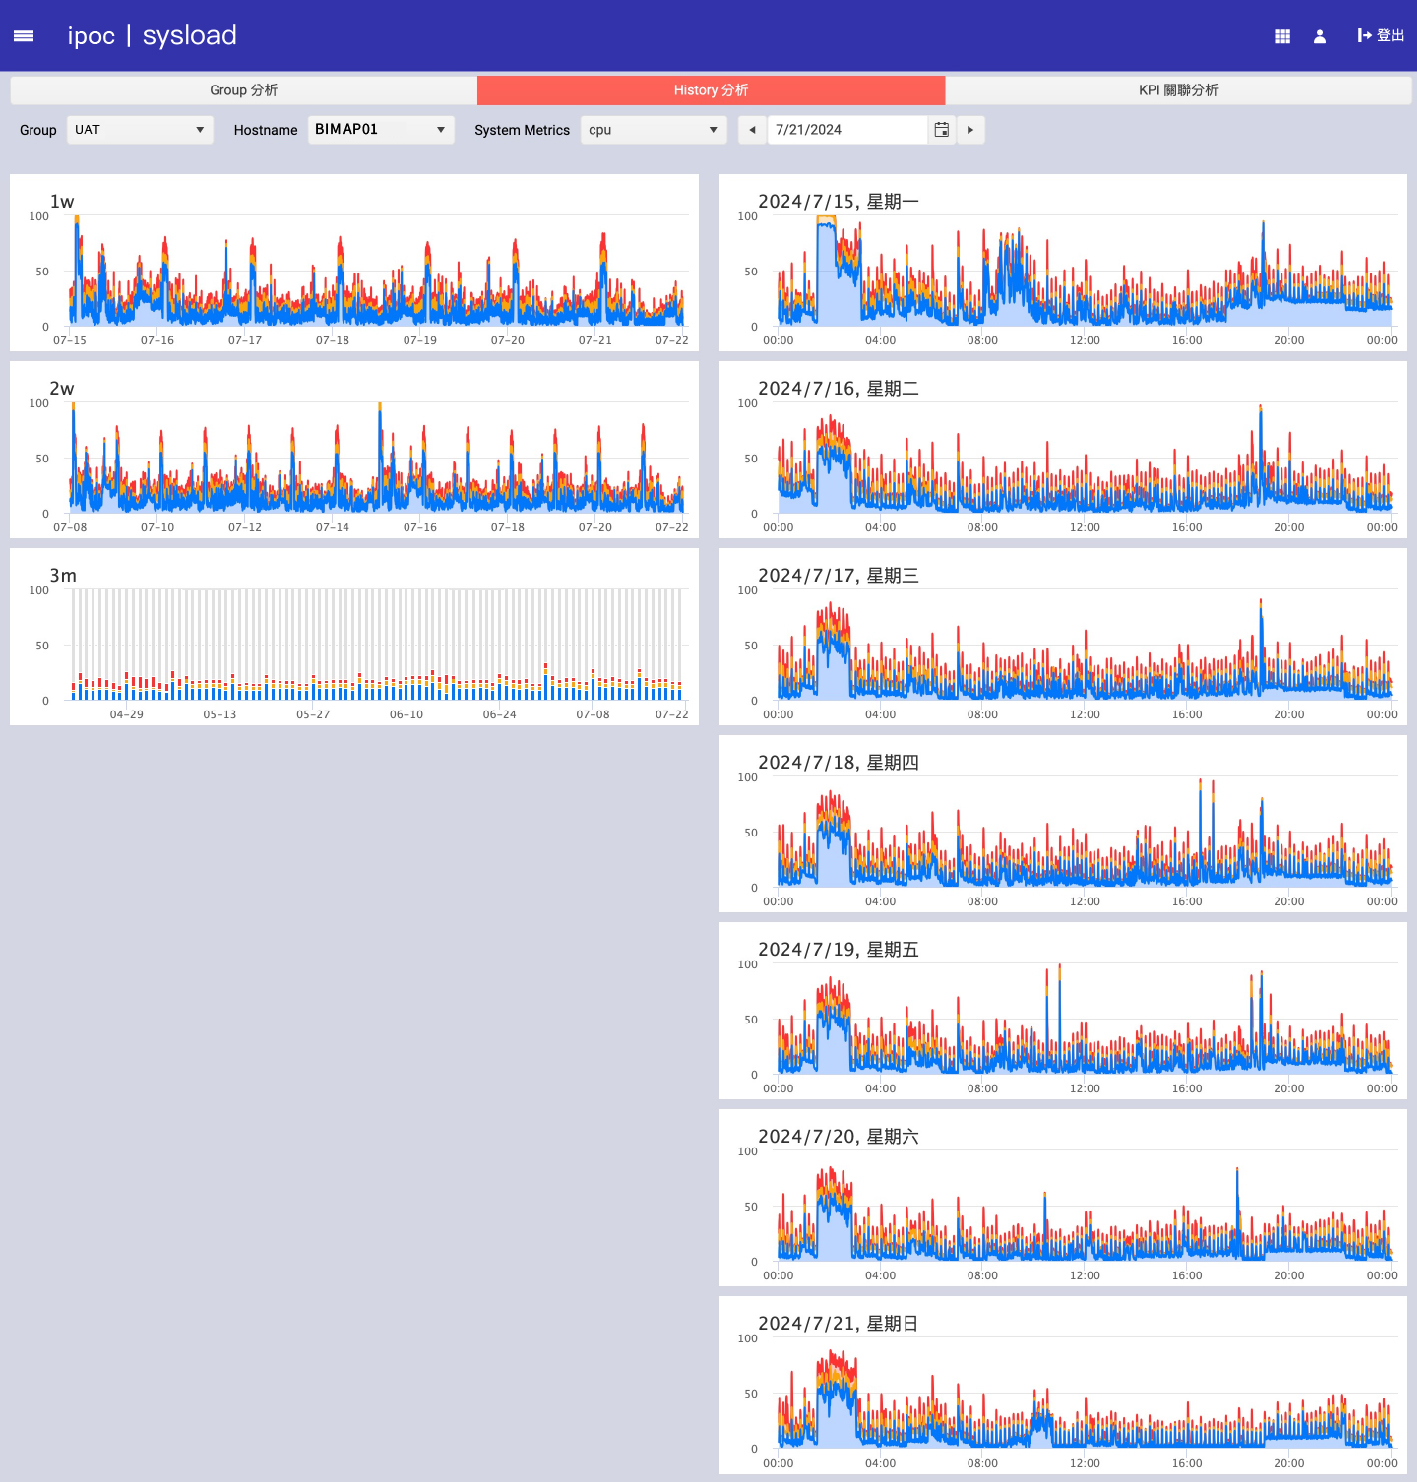 ipoc | sysload
登出
Group 分析
History 分析
KPI 關聯分析
Group UAT Hostname BIMAP01 System Metrics cpu 7/21/2024
1w
100
50
0
07-15 07-16 07-17 07-18 07-19 07-20 07-21 07-22
2w
100
50
0
07-08 07-10 07-12 07-14 07-16 07-18 07-20 07-22
3m
100
50
0
04-29 05-13 05-27 06-10 06-24 07-08 07-22
2024/7/15, 星期一
100
50
0
00:00 04:00 08:00 12:00 16:00 20:00 00:00
2024/7/16, 星期二
100
50
0
00:00 04:00 08:00 12:00 16:00 20:00 00:00
2024/7/17, 星期三
100
50
0
00:00 04:00 08:00 12:00 16:00 20:00 00:00
2024/7/18, 星期四
100
50
0
00:00 04:00 08:00 12:00 16:00 20:00 00:00
2024/7/19, 星期五
100
50
0
00:00 04:00 08:00 12:00 16:00 20:00 00:00
2024/7/20, 星期六
100
50
0
00:00 04:00 08:00 12:00 16:00 20:00 00:00
2024/7/21, 星期日
100
50
0
00:00 04:00 08:00 12:00 16:00 20:00 00:00